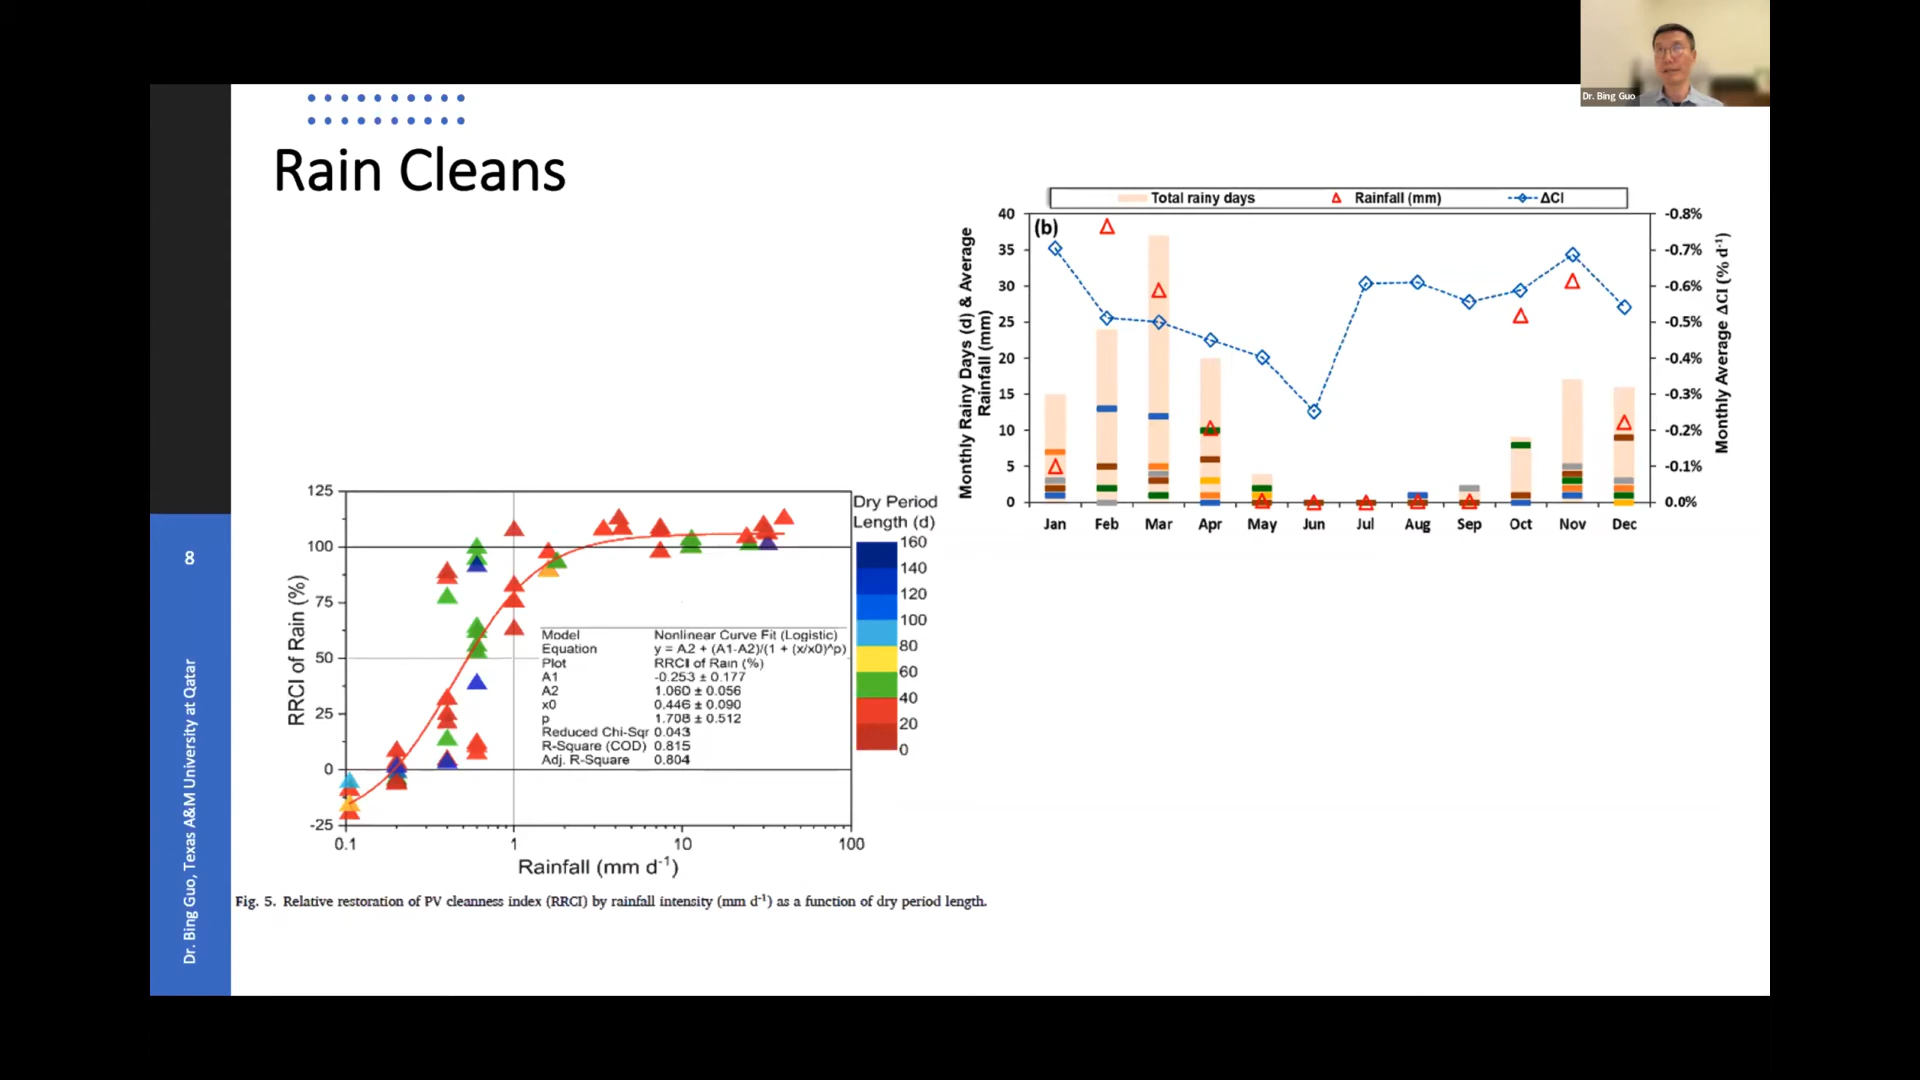 Dr. Bing Guo
Rain Cleans
Total rainy days
Rainfall (mm)
ΔCI
(b)
Monthly Rainy Days (d) & Average
Rainfall (mm)
40
35
30
25
20
15
10
5
0
-0.8%
-0.7%
-0.6%
-0.5%
-0.4%
-0.3%
-0.2%
-0.1%
0.0%
Monthly Average ΔCI (% d⁻¹)
Jan Feb Mar Apr May Jun Jul Aug Sep Oct Nov Dec
RRCI of Rain (%)
125
100
75
50
25
0
-25
0.1 1 10 100
Rainfall (mm d⁻¹)
Model Nonlinear Curve Fit (Logistic)
Equation y = A2 + (A1-A2)/(1 + (x/x0)^p)
Plot RRCI of Rain (%)
A1 -0.253 ± 0.177
A2 1.060 ± 0.056
x0 0.446 ± 0.090
p 1.708 ± 0.512
Reduced Chi-Sqr 0.043
R-Square (COD) 0.815
Adj. R-Square 0.804
Dry Period
Length (d)
160
140
120
100
80
60
40
20
0
Fig. 5. Relative restoration of PV cleanness index (RRCI) by rainfall intensity (mm d⁻¹) as a function of dry period length.
8
Dr. Bing Guo, Texas A&M University at Qatar